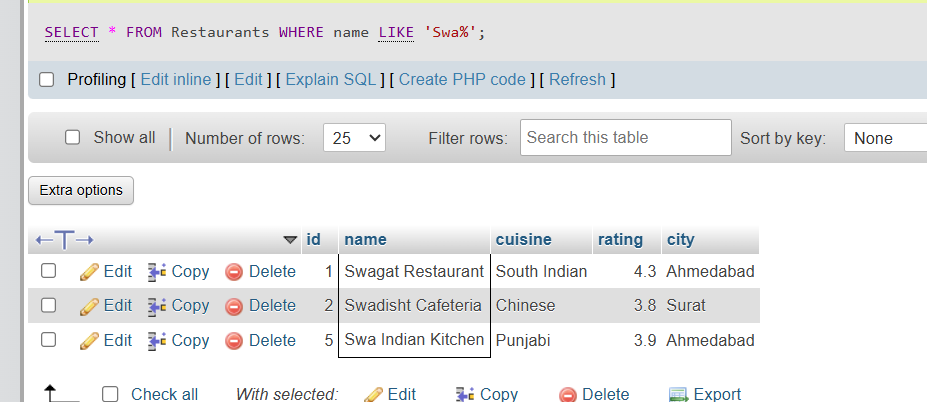 SELECT * FROM Restaurants WHERE name LIKE 'Swa%';
Profiling [ Edit inline ] [ Edit ] [ Explain SQL ] [ Create PHP code ] [ Refresh ]
Show all Number of rows: 25 Filter rows: Search this table Sort by key: None
Extra options
id name cuisine rating city
Edit Copy Delete 1 Swagat Restaurant South Indian 4.3 Ahmedabad
Edit Copy Delete 2 Swadisht Cafeteria Chinese 3.8 Surat
Edit Copy Delete 5 Swa Indian Kitchen Punjabi 3.9 Ahmedabad
Check all With selected: Edit Copy Delete Export